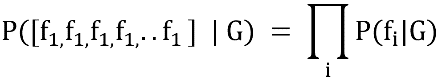 P([f₁,f₁,f₁,f₁,..f₁ ] | G) = ∏ᵢ P(fᵢ|G)